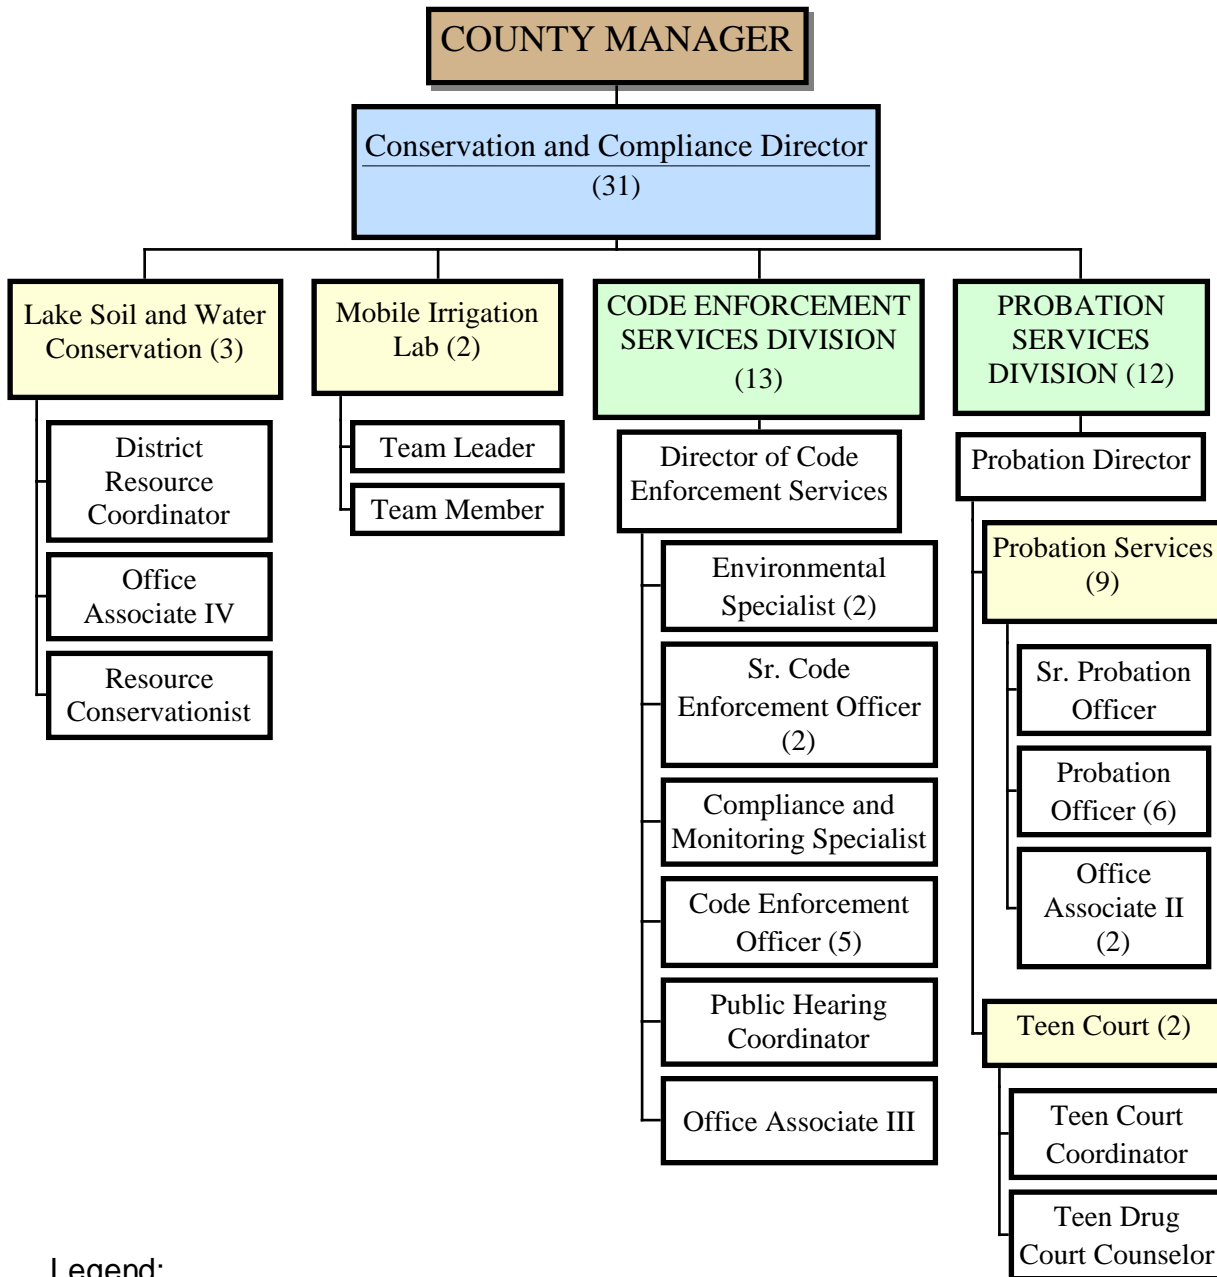 COUNTY MANAGER
Conservation and Compliance Director
(31)
Lake Soil and Water
Conservation (3)
District
Resource
Coordinator
Office
Associate IV
Resource
Conservationist
Mobile Irrigation
Lab (2)
Team Leader
Team Member
CODE ENFORCEMENT
SERVICES DIVISION
(13)
Director of Code
Enforcement Services
Environmental
Specialist (2)
Sr. Code
Enforcement Officer
(2)
Compliance and
Monitoring Specialist
Code Enforcement
Officer (5)
Public Hearing
Coordinator
Office Associate III
PROBATION
SERVICES
DIVISION (12)
Probation Director
Probation Services
(9)
Sr. Probation
Officer
Probation
Officer (6)
Office
Associate II
(2)
Teen Court (2)
Teen Court
Coordinator
Teen Drug
Court Counselor
Legend: